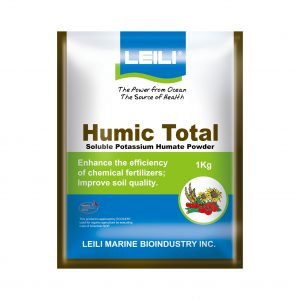 LEILI®
The Power from Ocean
The Source of Health
Humic Total
Soluble Potassium Humate Powder
Enhance the efficiency
of chemical fertilizers;
Improve soil quality.
1Kg
LEILI MARINE BIOINDUSTRY INC.